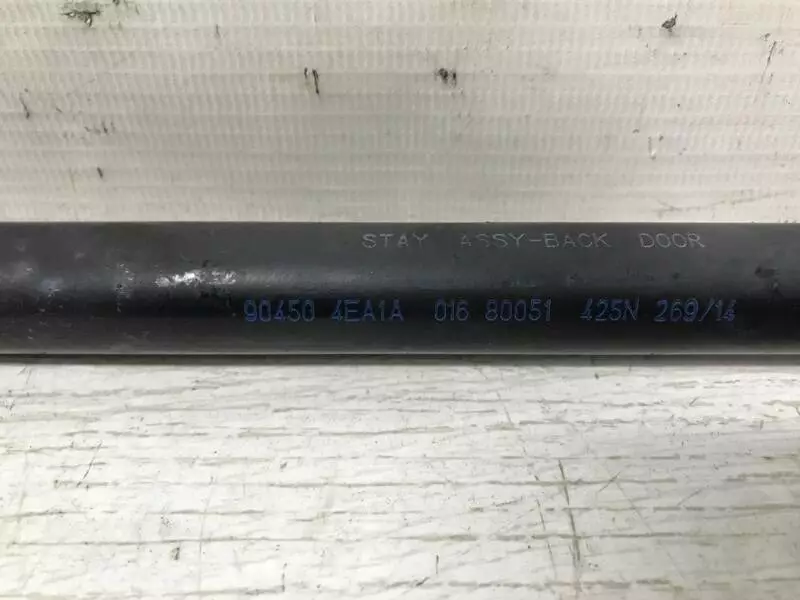 STAY ASSY-BACK DOOR
90450 4EA1A 016 80051 425N 269/14